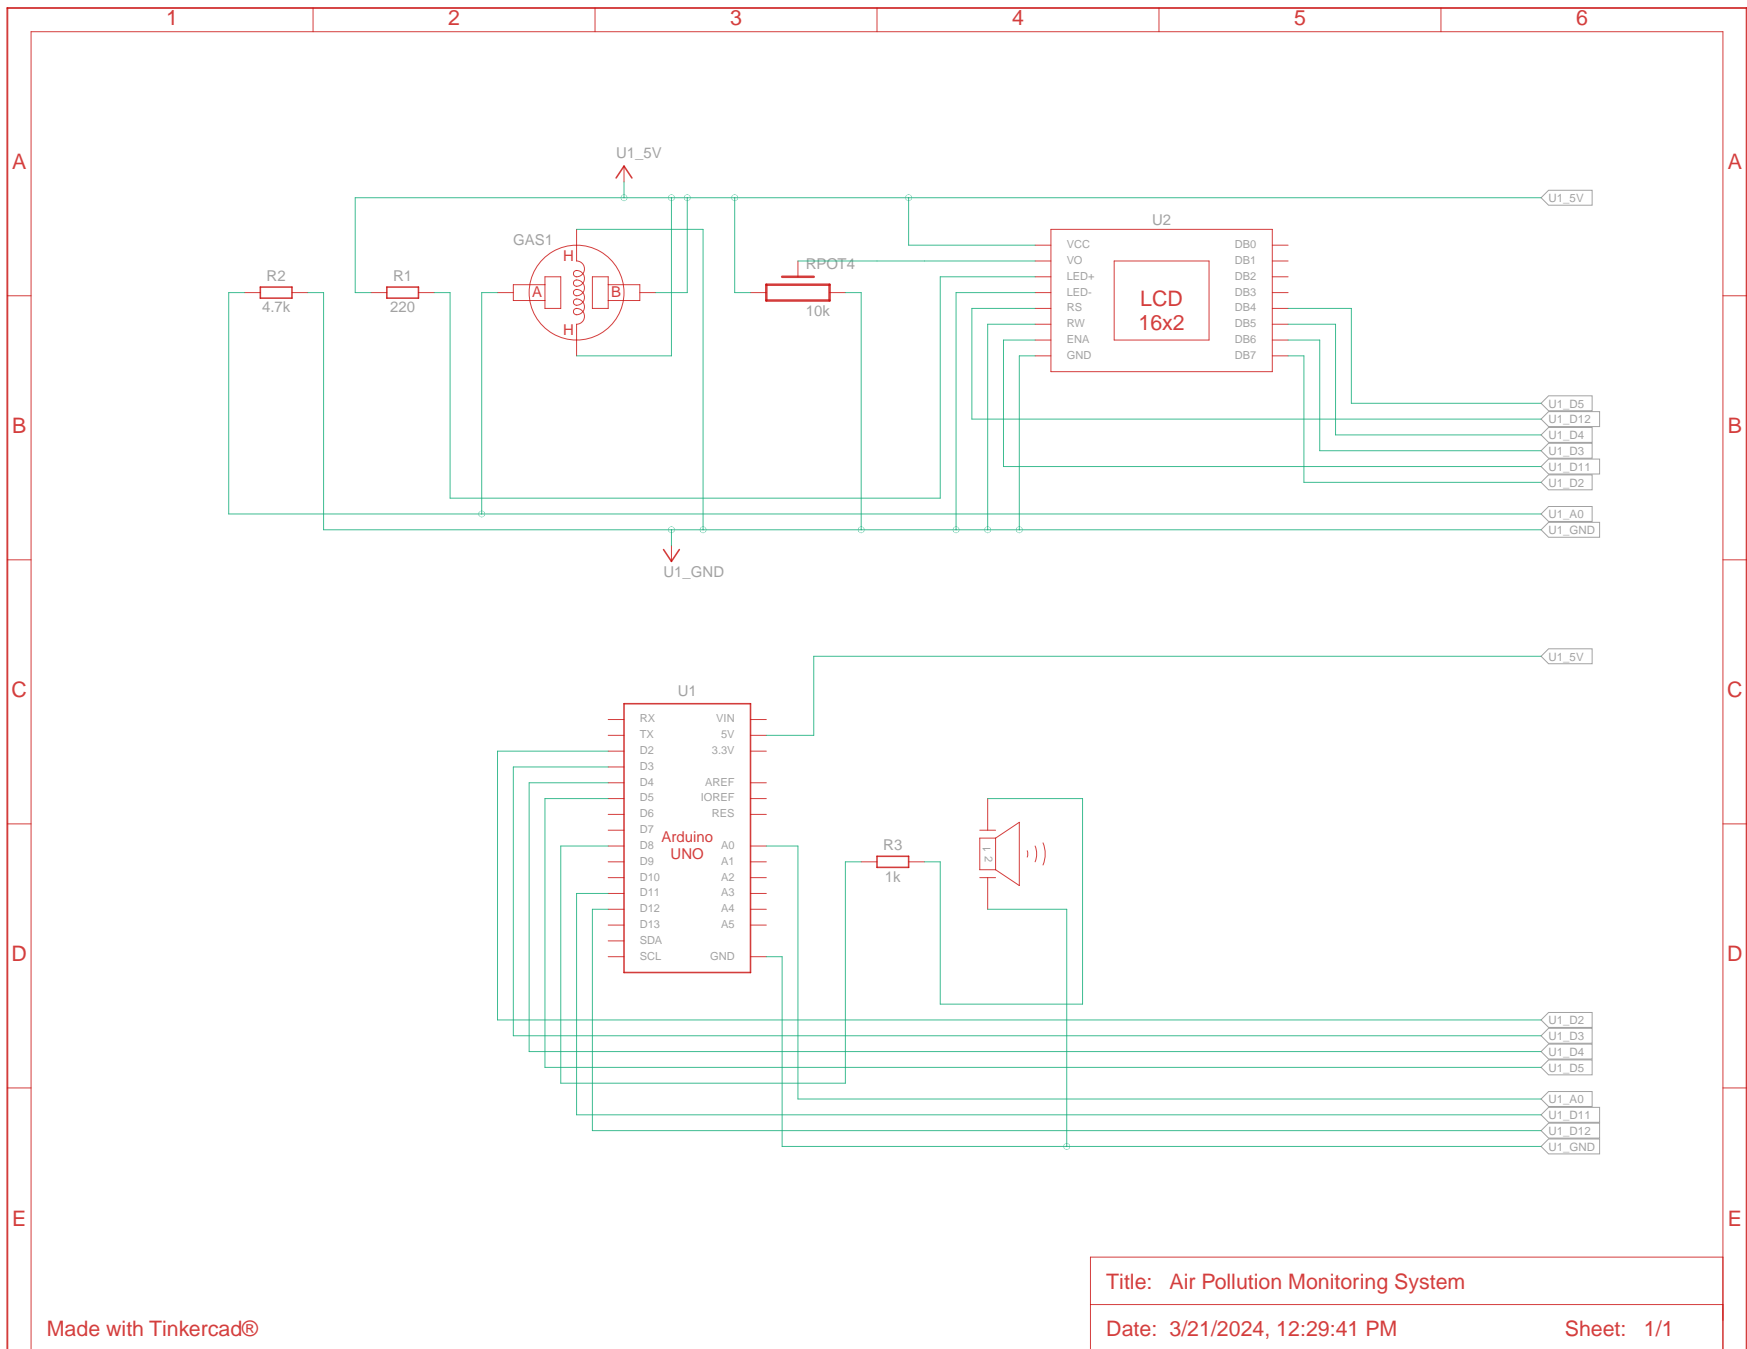 1 2 3 4 5 6
A A
U1_5V
U1_5V
U2
GAS1
H
VCC DB0
VO DB1
RPOT4
LED+ DB2
R2 R1
A B
LED- DB3
LCD
16x2
4.7k 220 10k
RS DB4
RW DB5
H
ENA DB6
GND DB7
U1_D5
U1_D12
B B
U1_D4
U1_D3
U1_D11
U1_D2
U1_A0
U1_GND
U1_GND
U1_5V
C C
U1
RX VIN
TX 5V
D2 3.3V
D3
D4 AREF
D5 IOREF
D6 RES
D7
Arduino
UNO
D8 A0
R3
1 2
D9 A1
D10 A2
1k
D11 A3
D12 A4
D13 A5
SDA
SCL GND
D D
U1_D2
U1_D3
U1_D4
U1_D5
U1_A0
U1_D11
U1_D12
U1_GND
E E
Title: Air Pollution Monitoring System
Made with Tinkercad®
Date: 3/21/2024, 12:29:41 PM Sheet: 1/1